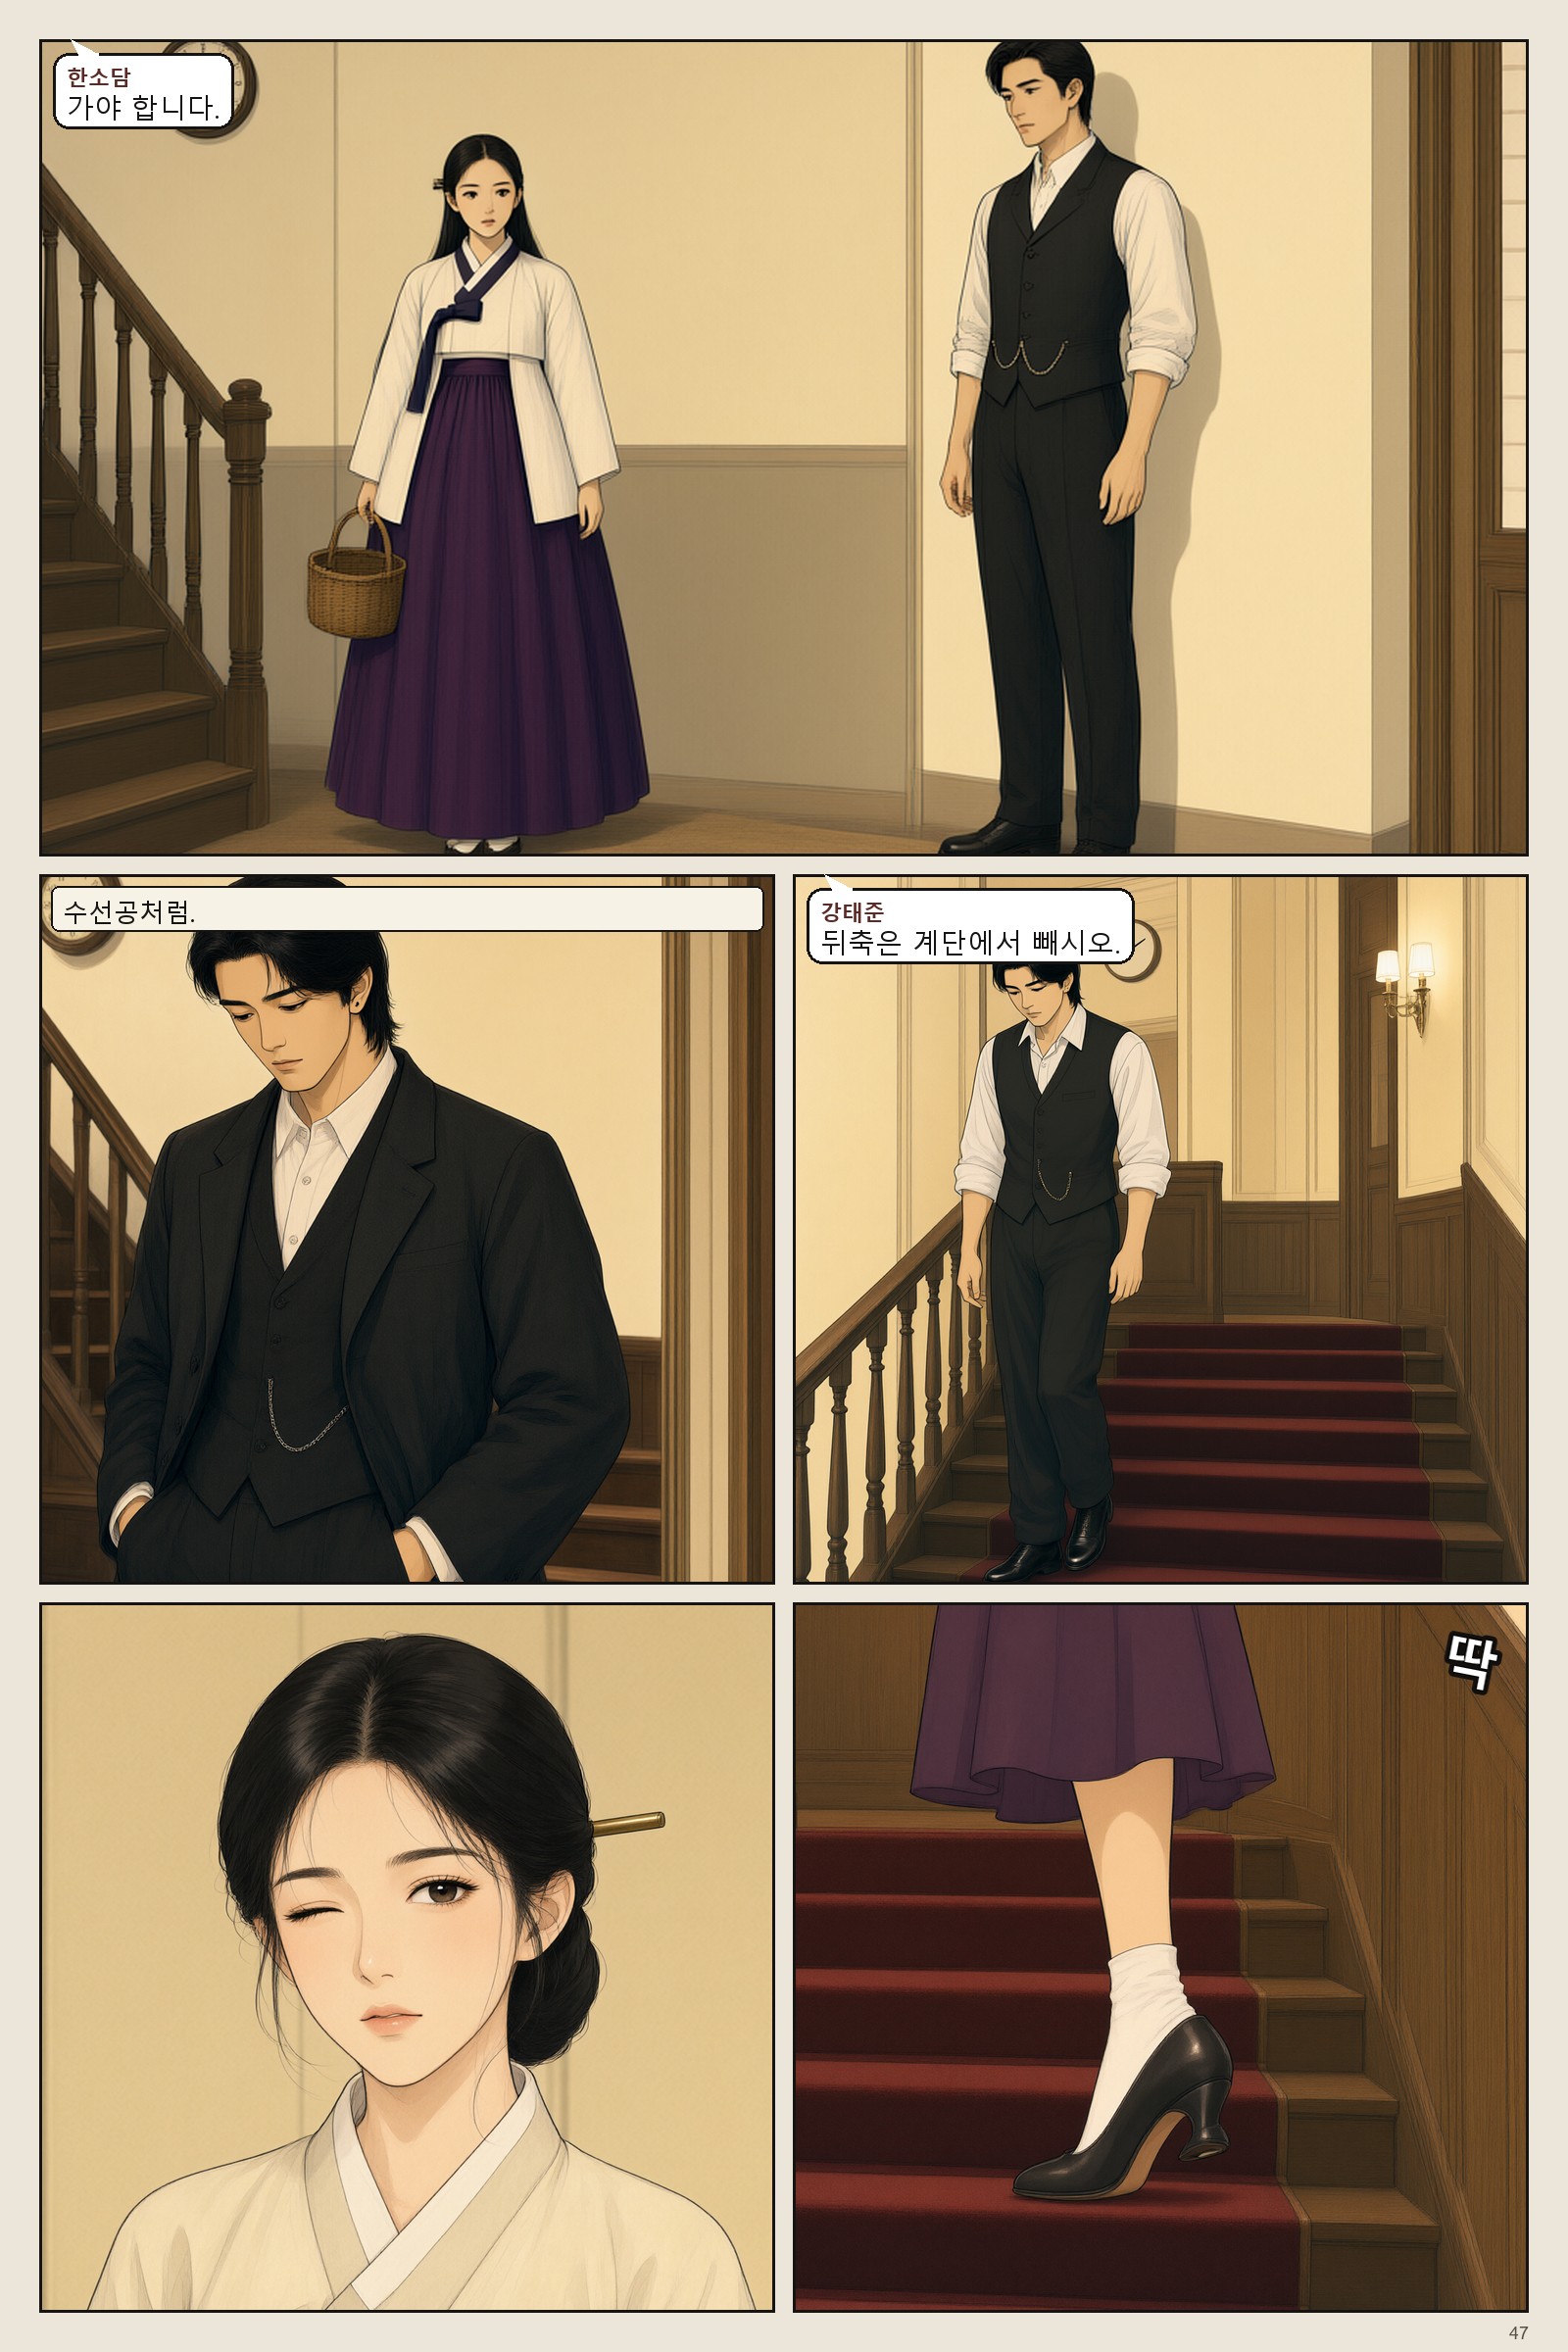 한소담
가야 합니다.
수선공처럼.
강태준
뒤축은 계단에서 빼시오.
딱
47